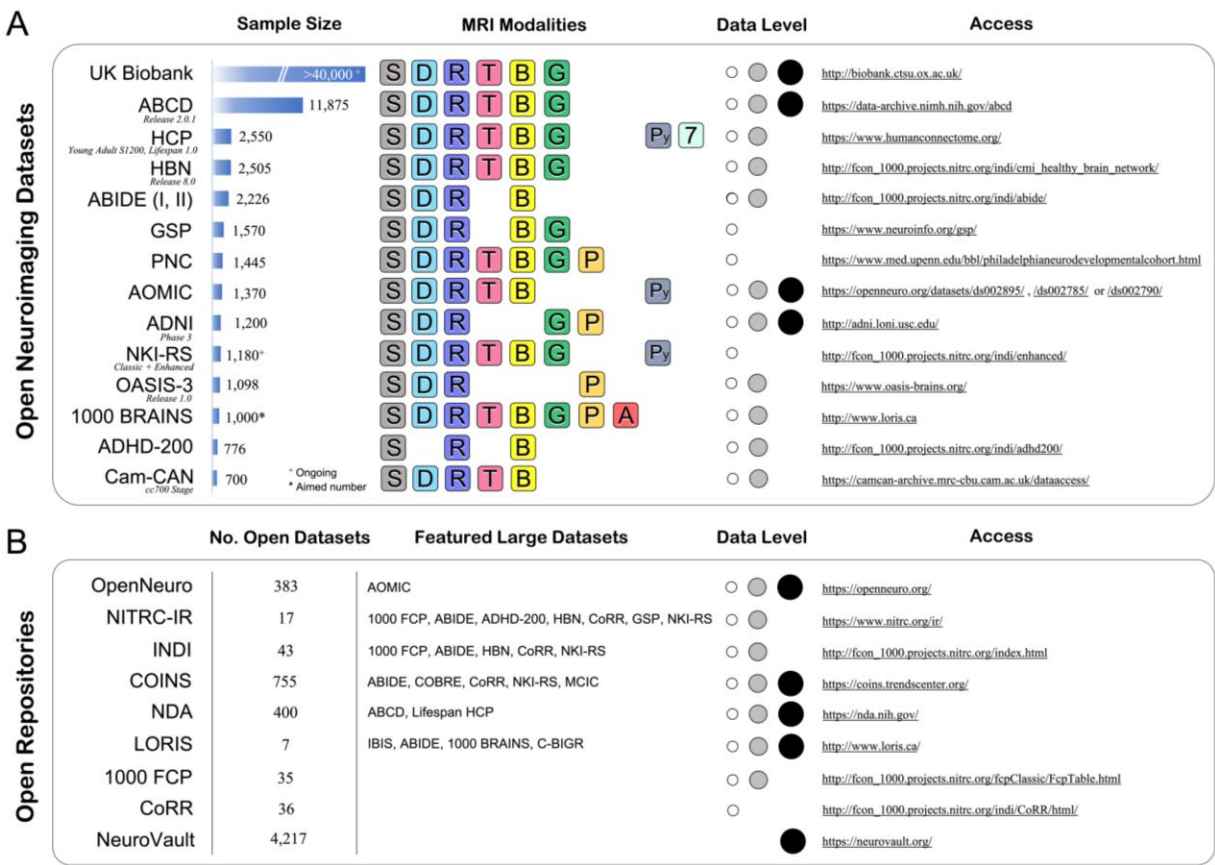 A
Sample Size MRI Modalities Data Level Access
Open Neuroimaging Datasets
UK Biobank >40,000 + S D R T B G http://biobank.ctsu.ox.ac.uk/
ABCD 11,875 S D R T B G https://data-archive.nimh.nih.gov/abcd
Release 2.0.1
HCP 2,550 S D R T B G Py 7 https://www.humanconnectome.org/
Young Adult S1200, Lifespan 1.0
HBN 2,505 S D R T B G http://fcon_1000.projects.nitrc.org/indi/cmi_healthy_brain_network/
Release 8.0
ABIDE (I, II) 2,226 S D R B http://fcon_1000.projects.nitrc.org/indi/abide/
GSP 1,570 S D R B G https://www.neuroinfo.org/gsp/
PNC 1,445 S D R T B G P https://www.med.upenn.edu/bbl/philadelphianeurodevelopmentalcohort.html
AOMIC 1,370 S D R T B Py https://openneuro.org/datasets/ds002895/ , /ds002785/ or /ds002790/
ADNI 1,200 S D R G P http://adni.loni.usc.edu/
Phase 3
NKI-RS 1,180+ S D R T B G Py http://fcon_1000.projects.nitrc.org/indi/enhanced/
Classic + Enhanced
OASIS-3 1,098 S D R P https://www.oasis-brains.org/
Release 1.0
1000 BRAINS 1,000* S D R T B G P A http://www.loris.ca
ADHD-200 776 S R B http://fcon_1000.projects.nitrc.org/indi/adhd200/
+ Ongoing
Cam-CAN 700 S D R T B https://camcan-archive.mrc-cbu.cam.ac.uk/dataaccess/
cc700 Stage * Aimed number
B
No. Open Datasets Featured Large Datasets Data Level Access
Open Repositories
OpenNeuro 383 AOMIC https://openneuro.org/
NITRC-IR 17 1000 FCP, ABIDE, ADHD-200, HBN, CoRR, GSP, NKI-RS https://www.nitrc.org/ir/
INDI 43 1000 FCP, ABIDE, HBN, CoRR, NKI-RS http://fcon_1000.projects.nitrc.org/index.html
COINS 755 ABIDE, COBRE, CoRR, NKI-RS, MCIC https://coins.trendscenter.org/
NDA 400 ABCD, Lifespan HCP https://nda.nih.gov/
LORIS 7 IBIS, ABIDE, 1000 BRAINS, C-BIGR http://www.loris.ca/
1000 FCP 35 http://fcon_1000.projects.nitrc.org/fcpClassic/FcpTable.html
CoRR 36 http://fcon_1000.projects.nitrc.org/indi/CoRR/html/
NeuroVault 4,217 https://neurovault.org/